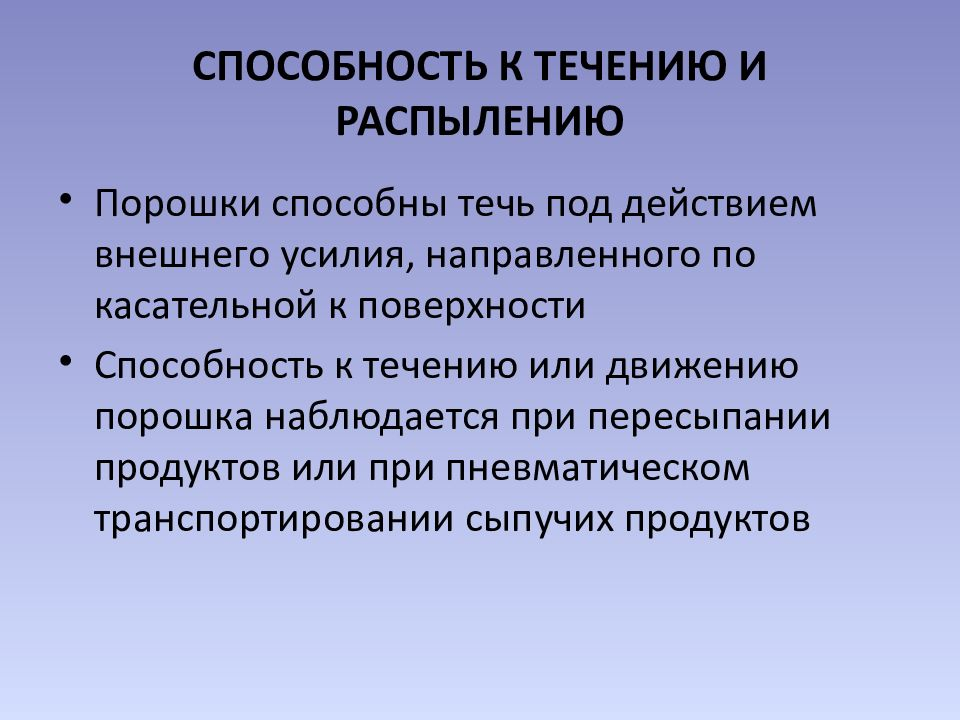 СПОСОБНОСТЬ К ТЕЧЕНИЮ И
РАСПЫЛЕНИЮ
• Порошки способны течь под действием
внешнего усилия, направленного по
касательной к поверхности
• Способность к течению или движению
порошка наблюдается при пересыпании
продуктов или при пневматическом
транспортировании сыпучих продуктов